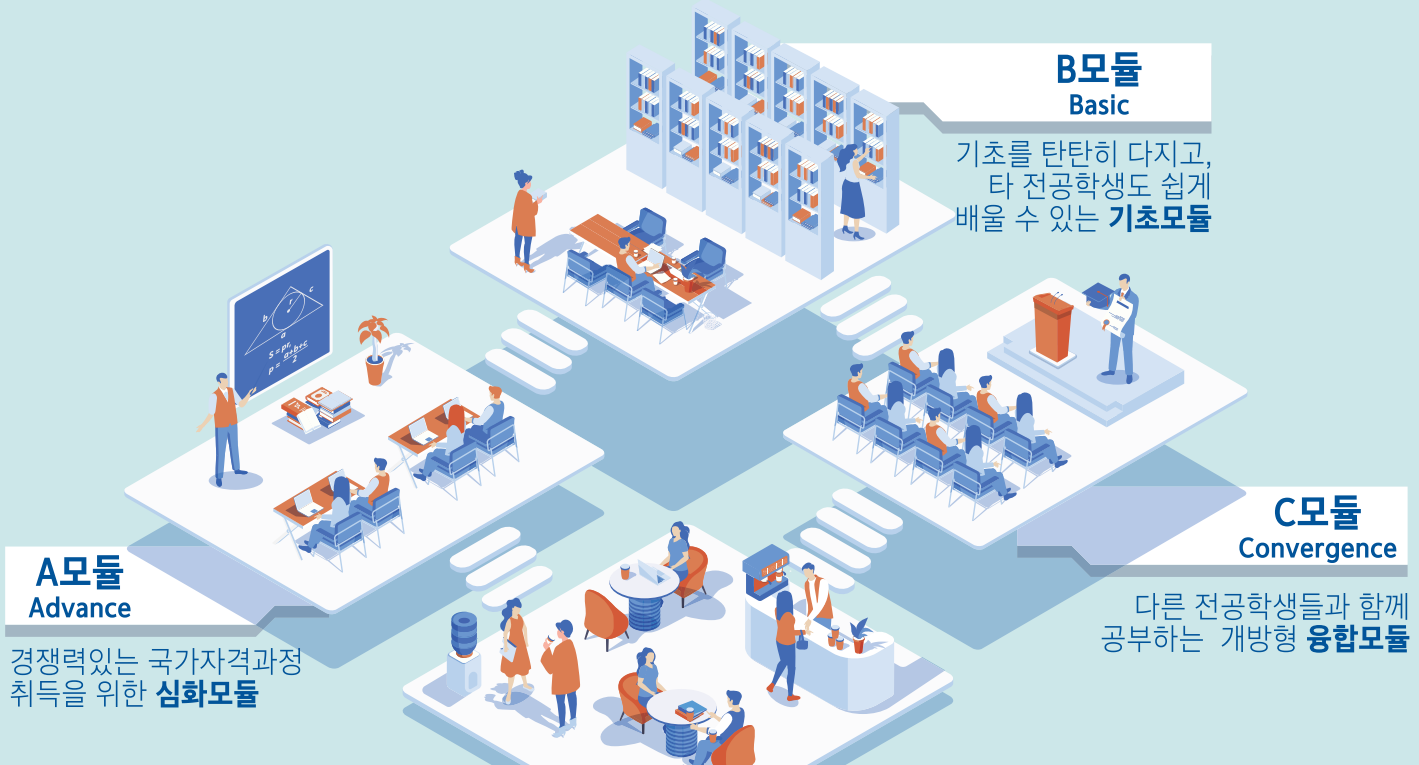 B모듈
Basic
기초를 탄탄히 다지고,
타 전공학생도 쉽게
배울 수 있는 기초모듈
b
r
c
a
S = pr,
p = a+b+c
2
C모듈
Convergence
다른 전공학생들과 함께
공부하는 개방형 융합모듈
A모듈
Advance
경쟁력있는 국가자격과정
취득을 위한 심화모듈